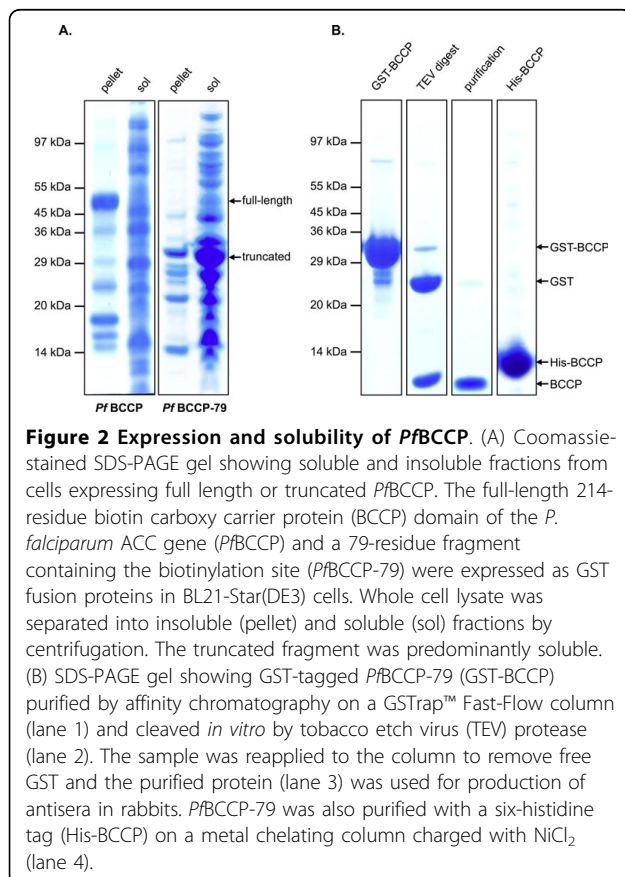 A.
B.
pellet
sol
pellet
sol
GST-BCCP
TEV digest
purification
His-BCCP
97 kDa
55 kDa
45 kDa
36 kDa
29 kDa
20 kDa
14 kDa
full-length
truncated
Pf BCCP
Pf BCCP-79
97 kDa
55 kDa
45 kDa
36 kDa
29 kDa
20 kDa
14 kDa
GST-BCCP
GST
His-BCCP
BCCP
Figure 2 Expression and solubility of PfBCCP. (A) Coomassie-
stained SDS-PAGE gel showing soluble and insoluble fractions from
cells expressing full length or truncated PfBCCP. The full-length 214-
residue biotin carboxy carrier protein (BCCP) domain of the P.
falciparum ACC gene (PfBCCP) and a 79-residue fragment
containing the biotinylation site (PfBCCP-79) were expressed as GST
fusion proteins in BL21-Star(DE3) cells. Whole cell lysate was
separated into insoluble (pellet) and soluble (sol) fractions by
centrifugation. The truncated fragment was predominantly soluble.
(B) SDS-PAGE gel showing GST-tagged PfBCCP-79 (GST-BCCP)
purified by affinity chromatography on a GSTrap™ Fast-Flow column
(lane 1) and cleaved in vitro by tobacco etch virus (TEV) protease
(lane 2). The sample was reapplied to the column to remove free
GST and the purified protein (lane 3) was used for production of
antisera in rabbits. PfBCCP-79 was also purified with a six-histidine
tag (His-BCCP) on a metal chelating column charged with NiCl₂
(lane 4).